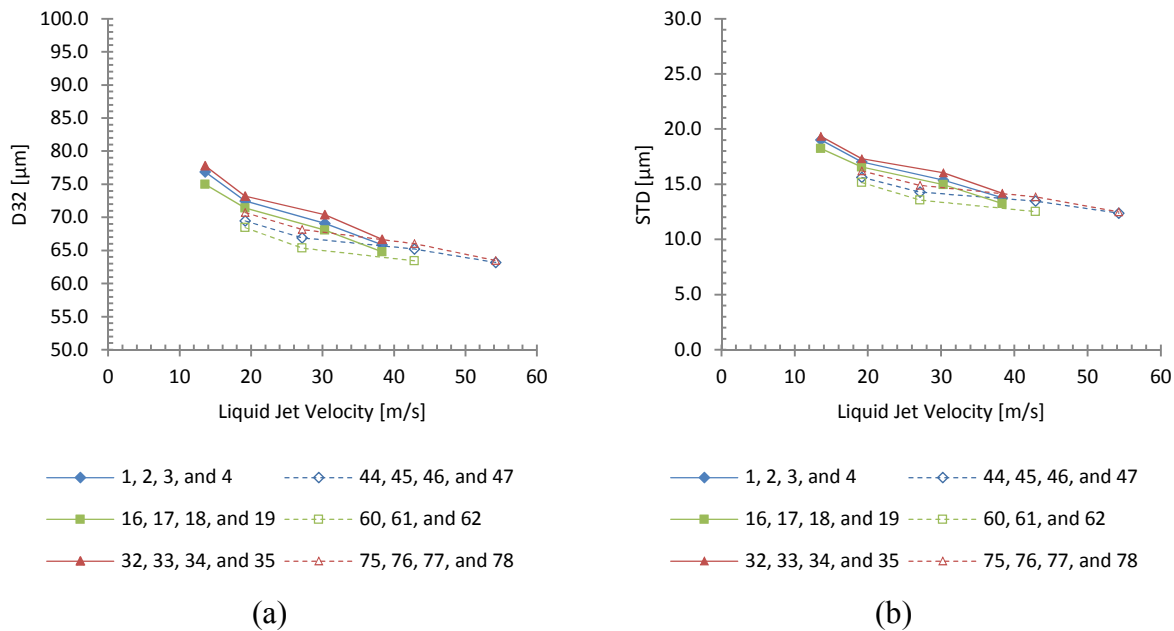 100.0
95.0
90.0
85.0
80.0
75.0
70.0
65.0
60.0
55.0
50.0
D32 [µm]
0 10 20 30 40 50 60
Liquid Jet Velocity [m/s]
1, 2, 3, and 4
44, 45, 46, and 47
16, 17, 18, and 19
60, 61, and 62
32, 33, 34, and 35
75, 76, 77, and 78
(a)
30.0
25.0
20.0
15.0
10.0
5.0
0.0
STD [µm]
0 10 20 30 40 50 60
Liquid Jet Velocity [m/s]
1, 2, 3, and 4
44, 45, 46, and 47
16, 17, 18, and 19
60, 61, and 62
32, 33, 34, and 35
75, 76, 77, and 78
(b)